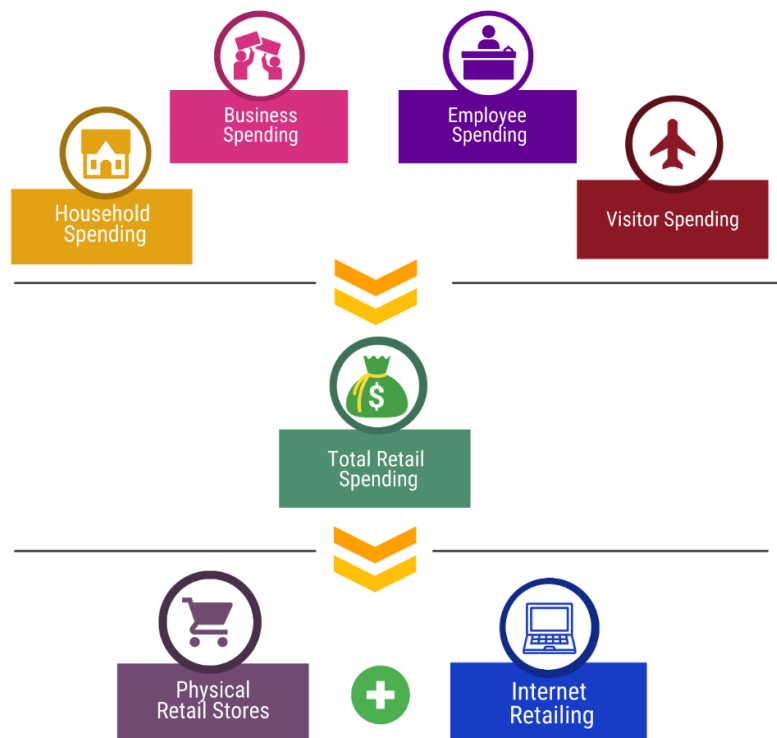 Business
Spending
Employee
Spending
Household
Spending
Visitor Spending
$
Total Retail
Spending
Physical
Retail Stores
Internet
Retailing